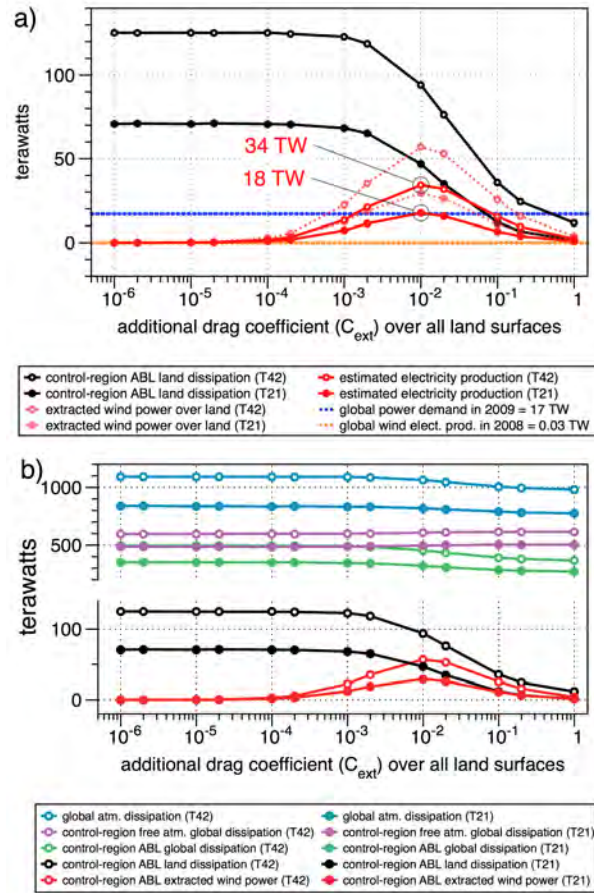 a)
terawatts
100
50
0
34 TW
18 TW
10-6
10-5
10-4
10-3
10-2
10-1
1
additional drag coefficient (Cext) over all land surfaces
control-region ABL land dissipation (T42)
estimated electricity production (T42)
control-region ABL land dissipation (T21)
estimated electricity production (T21)
extracted wind power over land (T42)
global power demand in 2009 = 17 TW
extracted wind power over land (T21)
global wind elect. prod. in 2008 = 0.03 TW
b)
terawatts
1000
500
100
0
10-6
10-5
10-4
10-3
10-2
10-1
1
additional drag coefficient (Cext) over all land surfaces
global atm. dissipation (T42)
global atm. dissipation (T21)
control-region free atm. global dissipation (T42)
control-region free atm. global dissipation (T21)
control-region ABL global dissipation (T42)
control-region ABL global dissipation (T21)
control-region ABL land dissipation (T42)
control-region ABL land dissipation (T21)
control-region ABL extracted wind power (T42)
control-region ABL extracted wind power (T21)